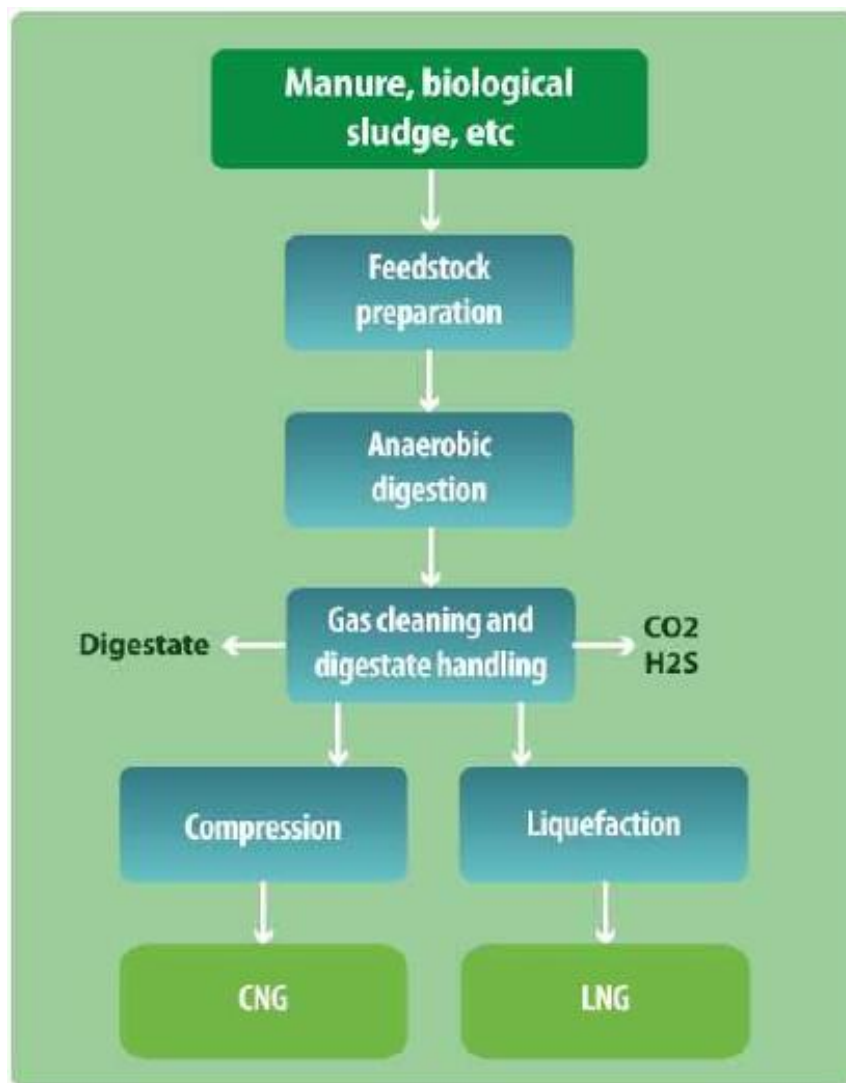 Manure, biological
sludge, etc
Feedstock
preparation
Anaerobic
digestion
Gas cleaning and
digestate handling
Digestate
CO2
H2S
Compression
Liquefaction
CNG
LNG